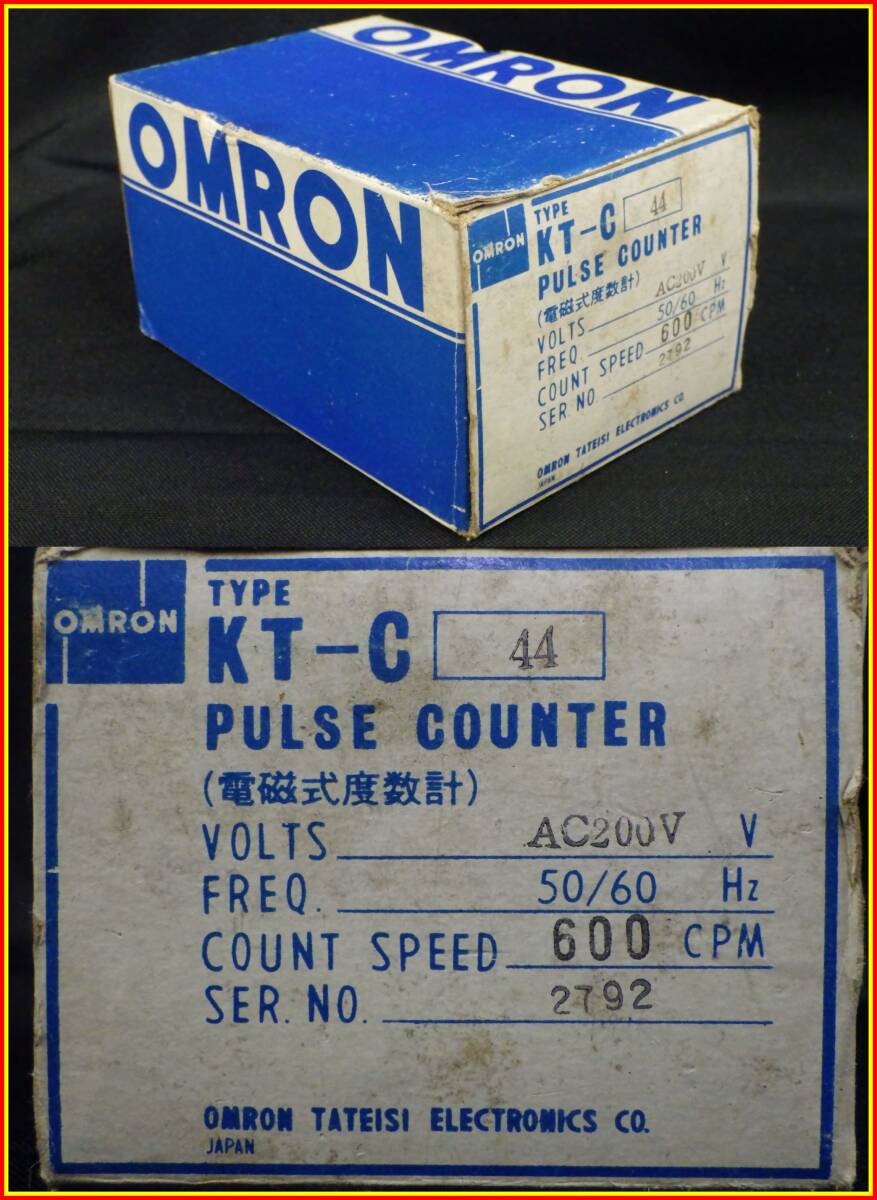 OMRON
OMRON
OMRON
TYPE
KT-C 44
PULSE COUNTER
(電磁式度数計)
VOLTS AC200V V
FREQ. 50/60 Hz
COUNT SPEED 600 CPM
SER. NO. 2792
OMRON TATEISI ELECTRONICS CO.
JAPAN
OMRON
TYPE
KT-C 44
PULSE COUNTER
(電磁式度数計)
VOLTS AC200V V
FREQ. 50/60 Hz
COUNT SPEED 600 CPM
SER. NO. 2792
OMRON TATEISI ELECTRONICS CO.
JAPAN